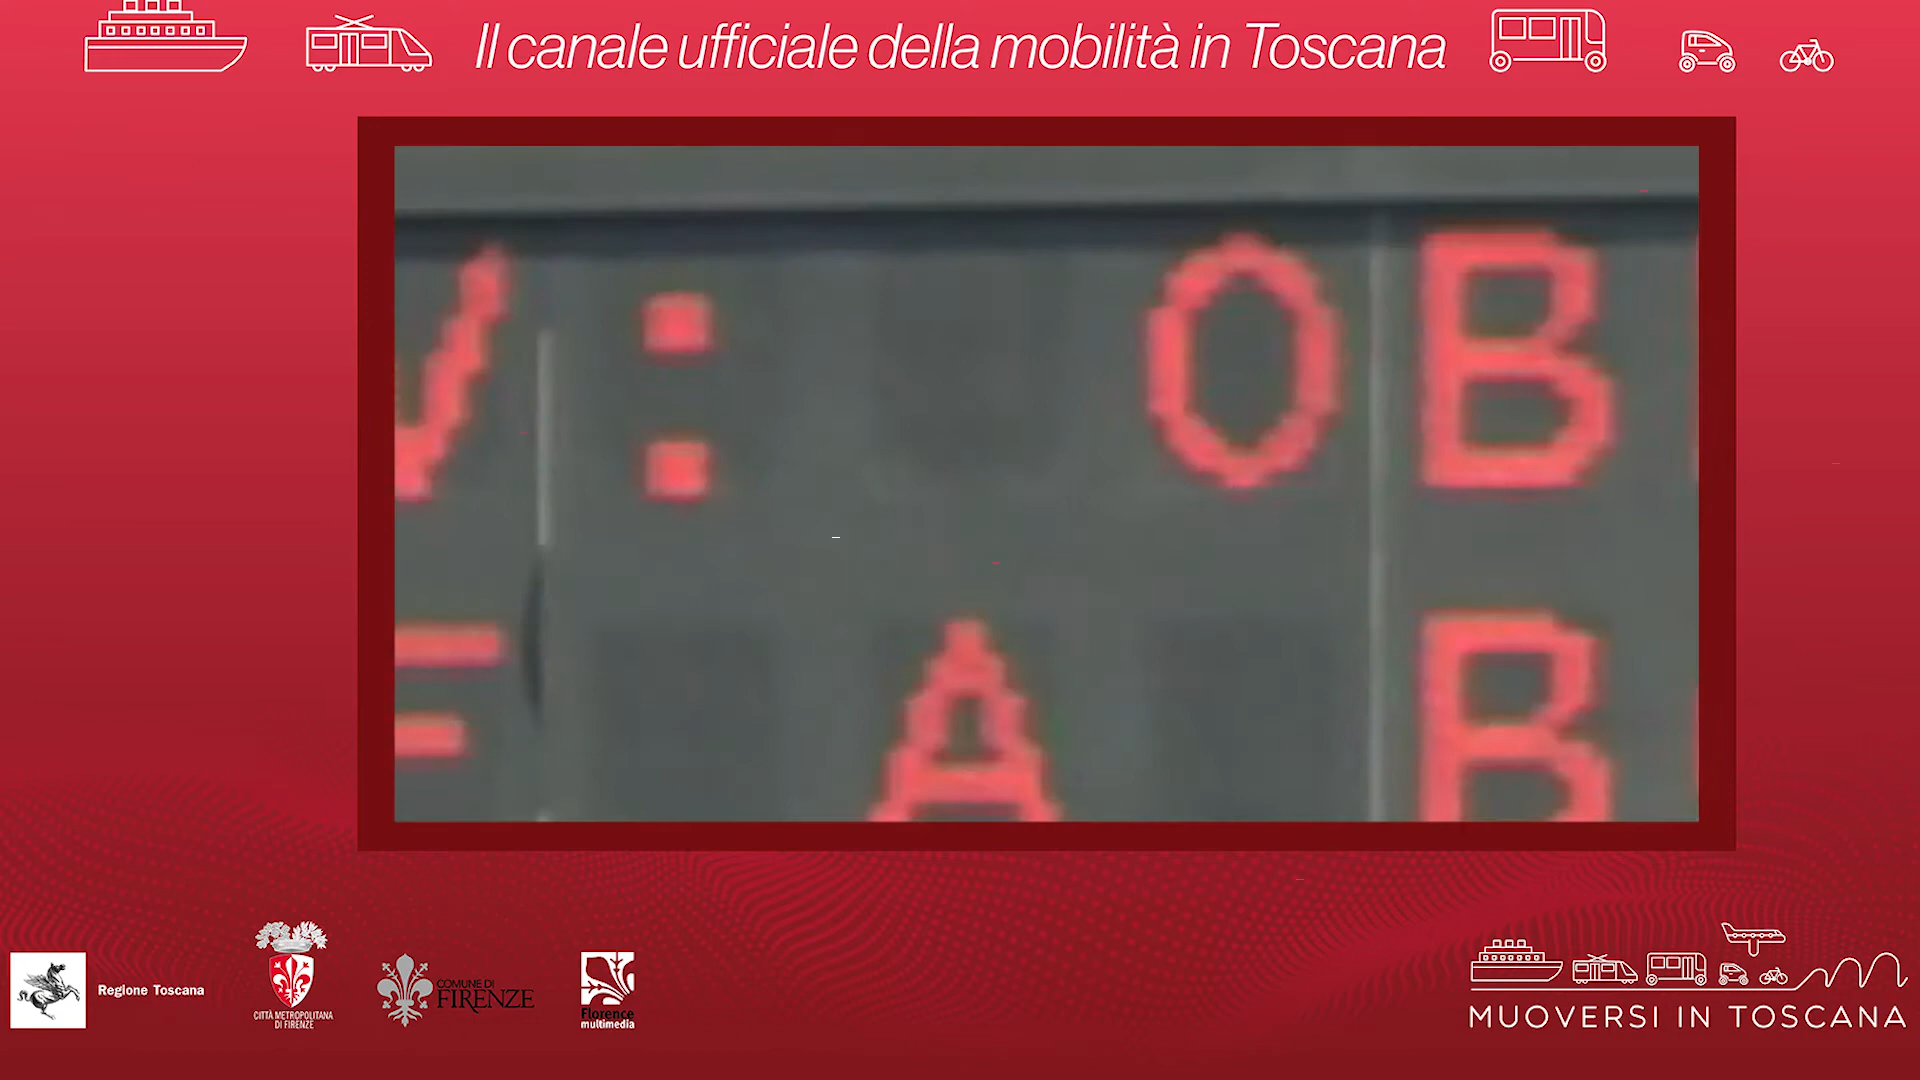 Il canale ufficiale della mobilità in Toscana
: OB
A B
Regione Toscana
CITTÀ METROPOLITANA
DI FIRENZE
COMUNE DI
FIRENZE
Florence
multimedia
MUOVERSI IN TOSCANA